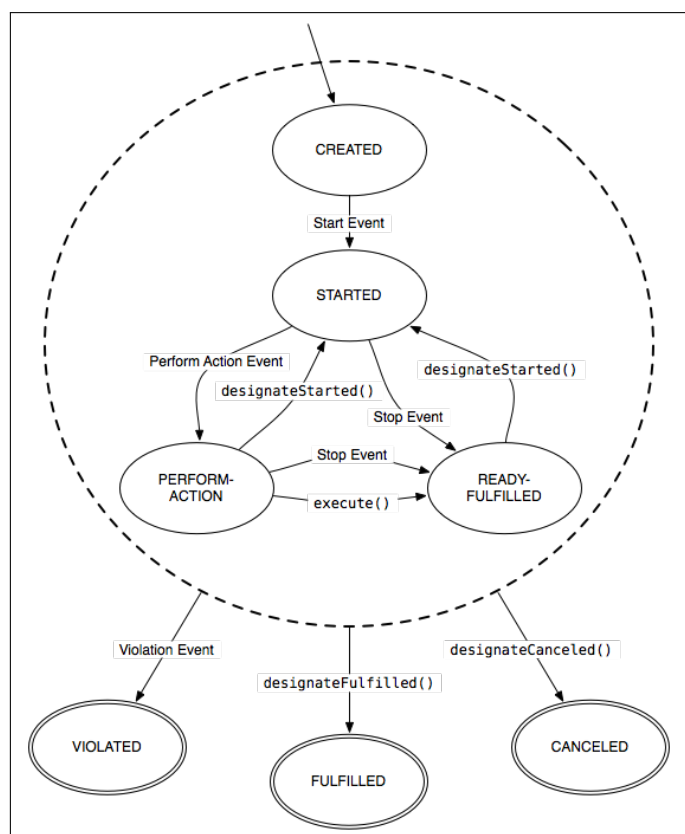 CREATED
Start Event
STARTED
Perform Action Event
designateStarted()
designateStarted()
Stop Event
Stop Event
PERFORM-
ACTION
READY-
FULFILLED
execute()
Violation Event
designateCanceled()
designateFulfilled()
VIOLATED
FULFILLED
CANCELED